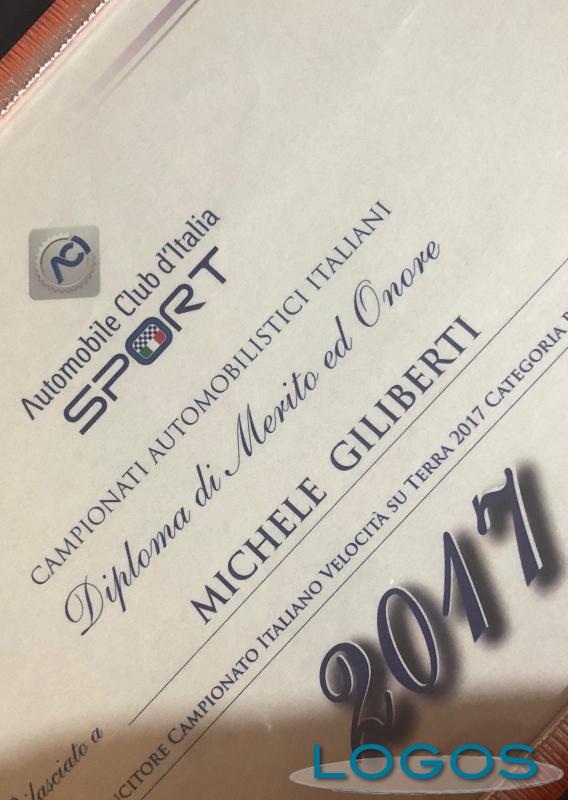 ACI
Automobile Club d'Italia
SPORT
CAMPIONATI AUTOMOBILISTICI ITALIANI
Diploma di Merito ed Onore
MICHELE GILIBERTI
CAMPIONATO ITALIANO VELOCITÀ SU TERRA 2017 CATEGORIA
2017
LOGOS